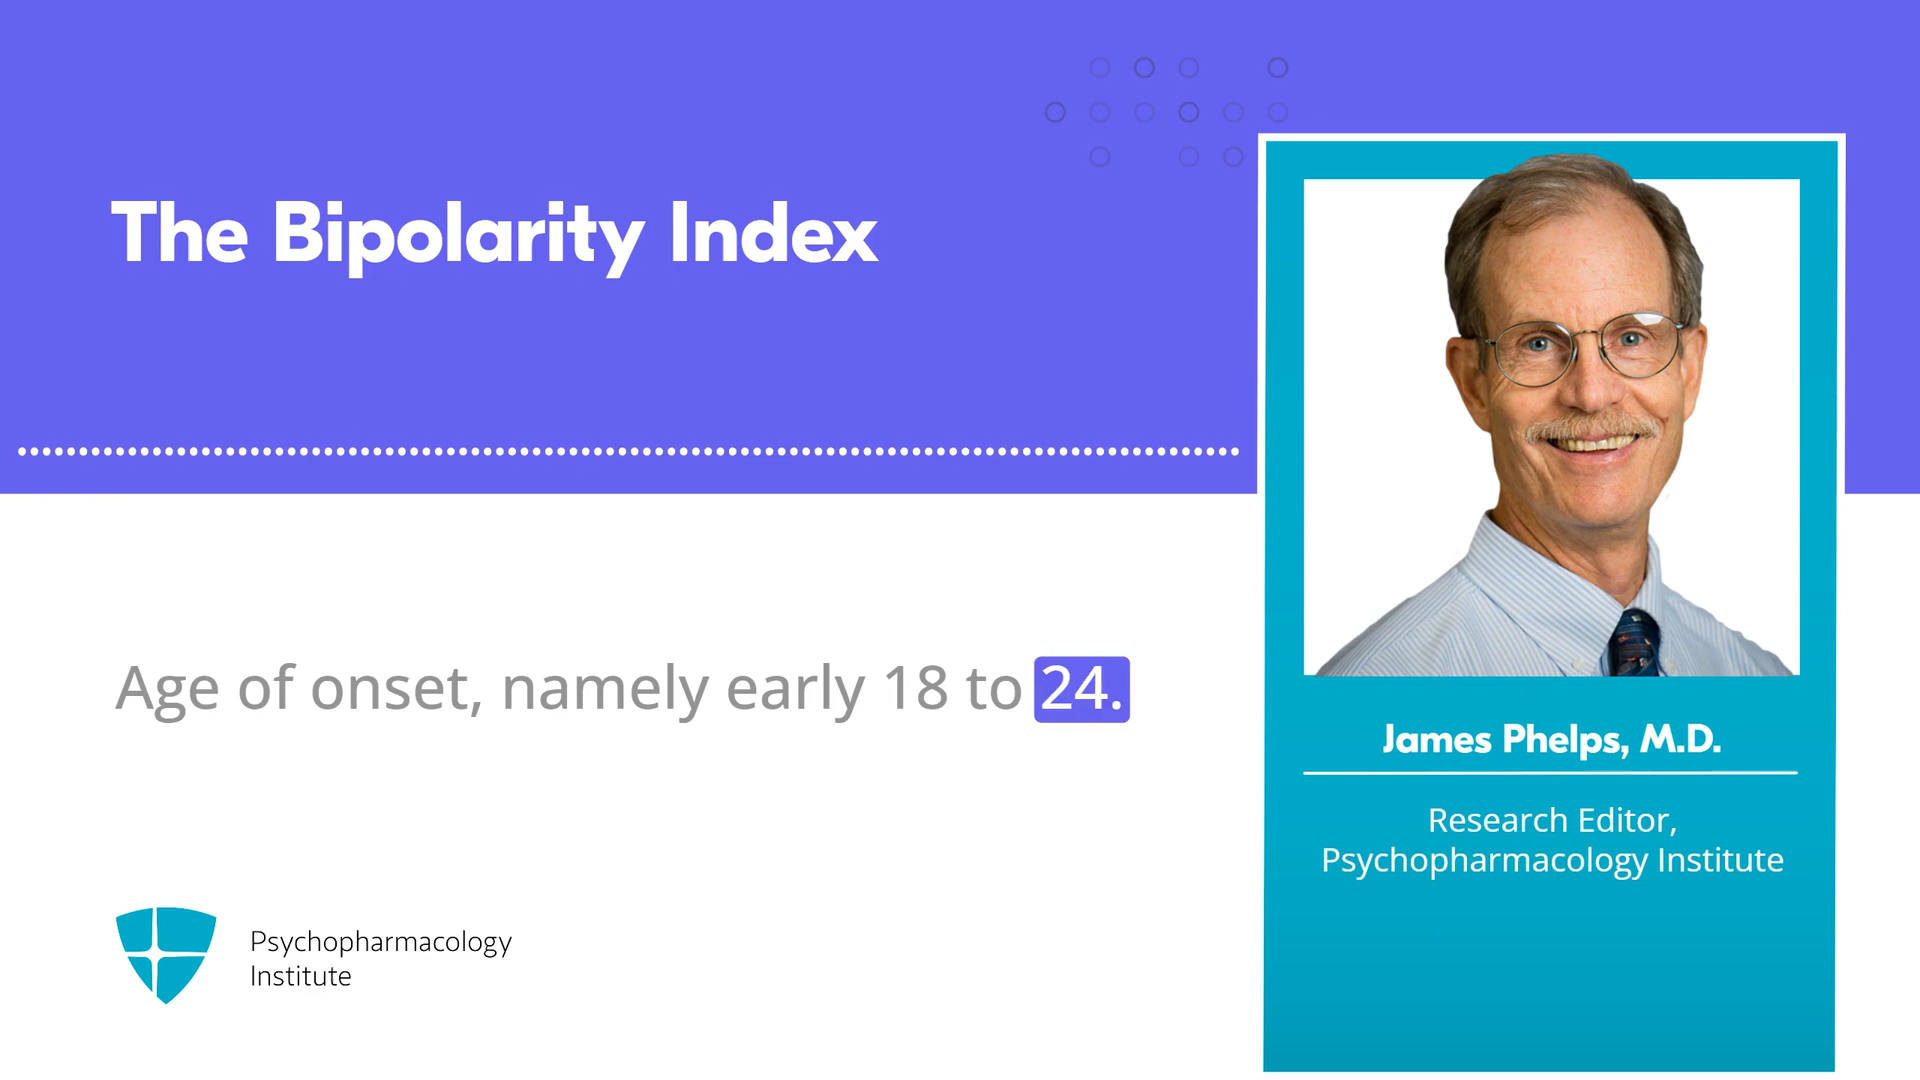 The Bipolarity Index
Age of onset, namely early 18 to 24.
James Phelps, M.D.
Research Editor,
Psychopharmacology Institute
Psychopharmacology
Institute